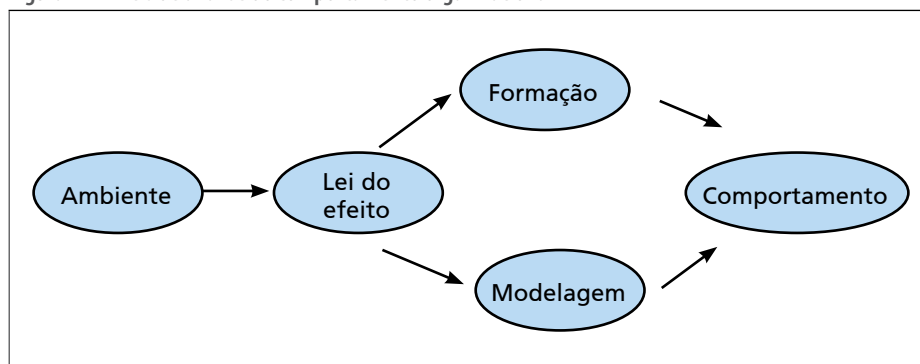 Formação
Ambiente
Lei do
efeito
Comportamento
Modelagem